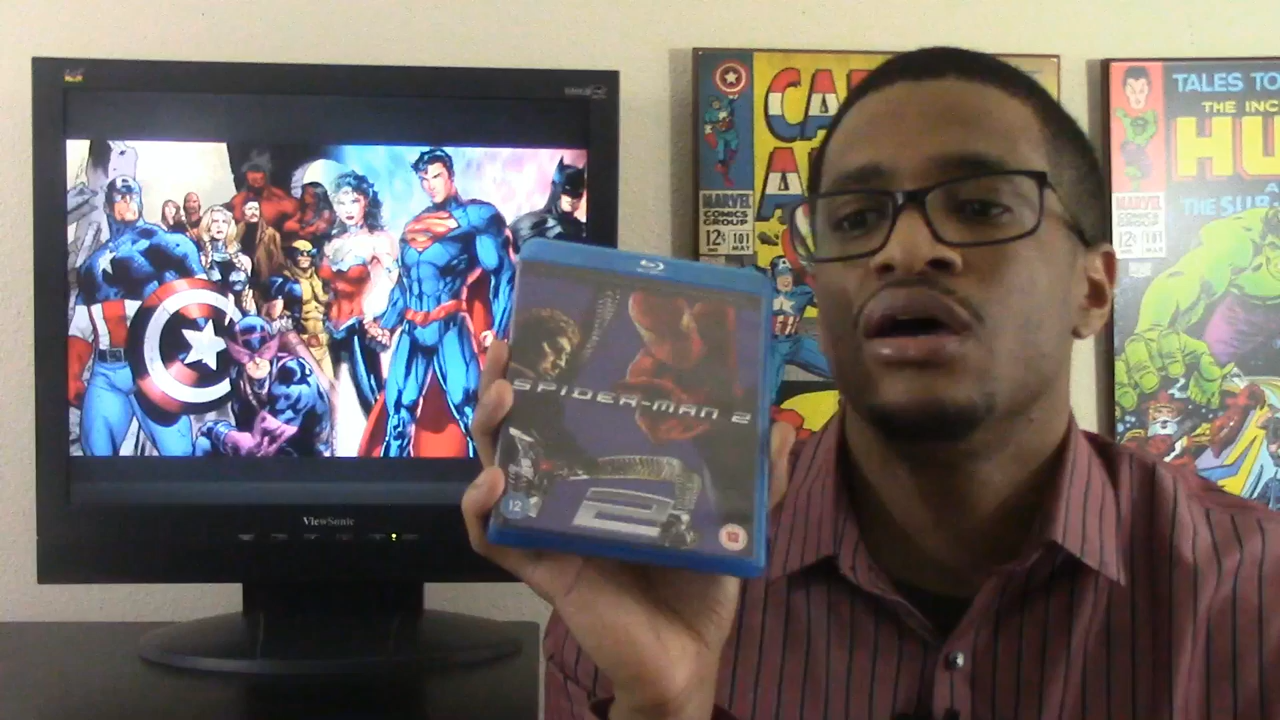 ViewSonic
SPIDER-MAN 2
2
12
12
CAP
MARVEL
COMICS
GROUP
12¢ 101
MAY
TALES TO
THE INC
HU
THE SUB-
MARVEL
COMICS GROUP
12¢ 101